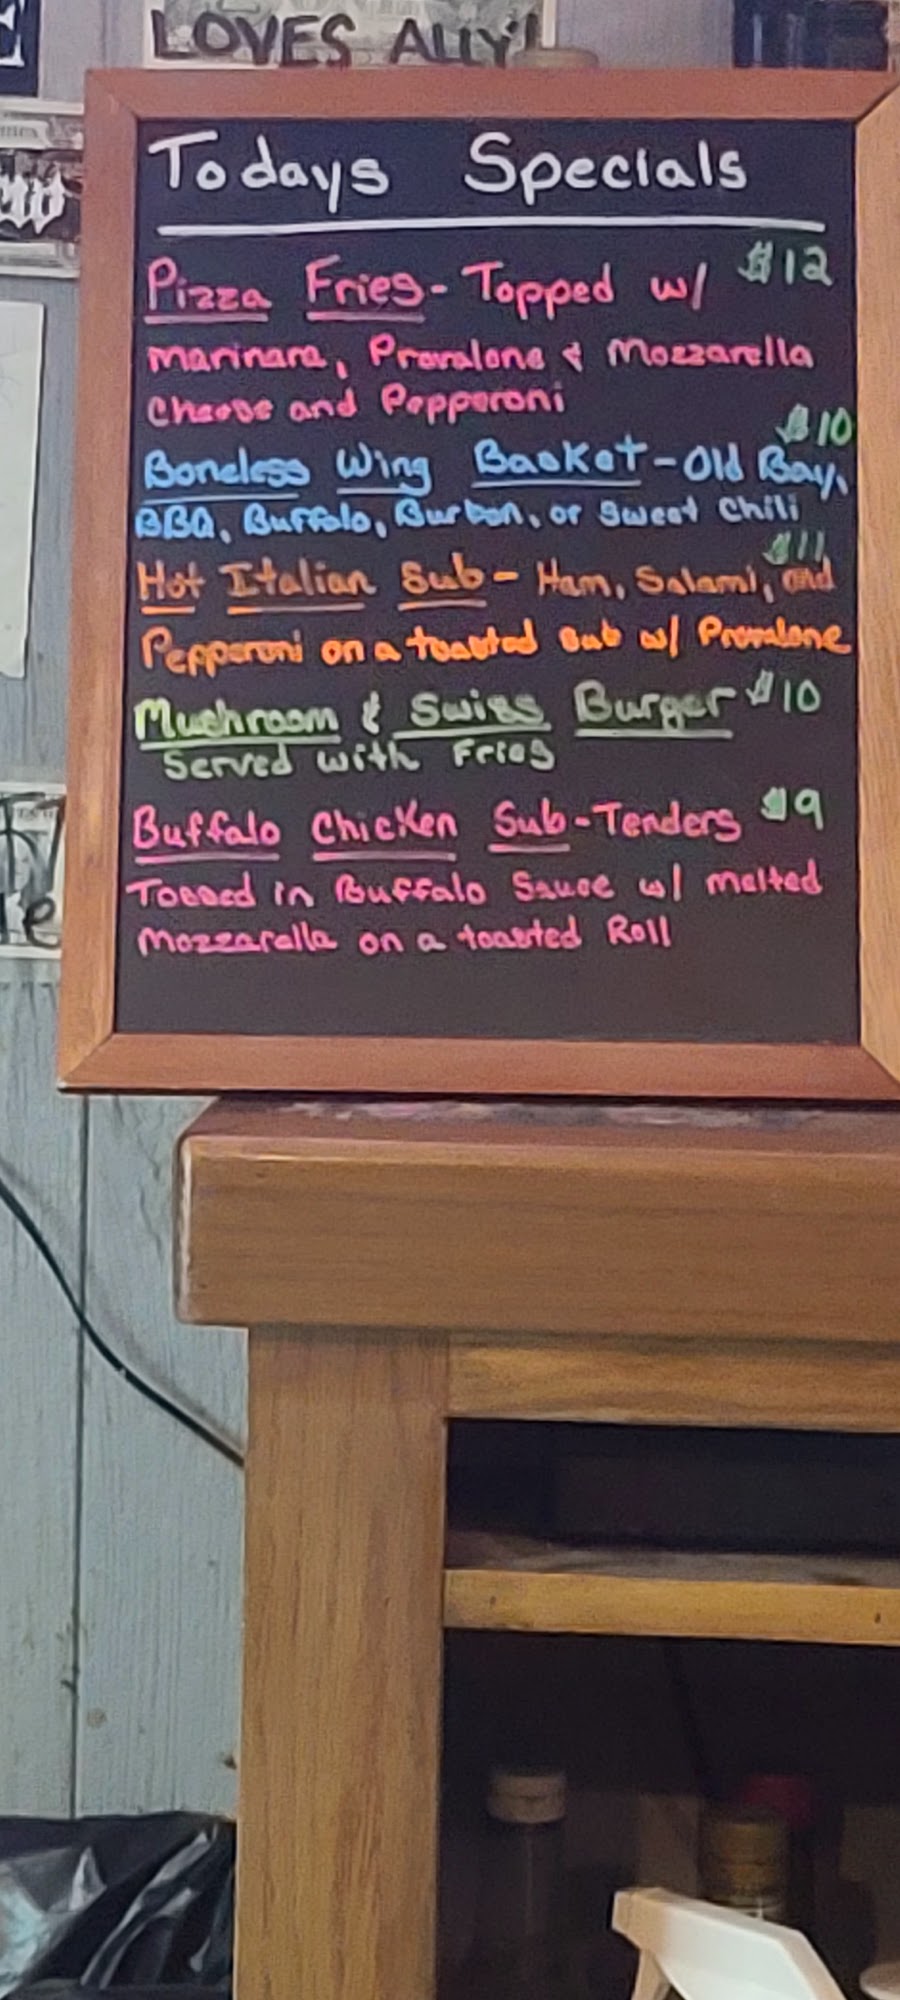 LOVES ALLY!
Todays Specials
Pizza Fries - Topped w/ $12
marinara, Provalone & Mozzarella
Cheese and Pepperoni
$10
Boneless Wing Basket - Old Bay,
BBQ, Buffalo, Burbon, or Sweet Chili
$11
Hot Italian Sub - Ham, Salami, and
Pepperoni on a toasted sub w/ Provalone
Mushroom & Swiss Burger $10
Served with Fries
Buffalo Chicken Sub - Tenders $9
Tossed in Buffalo Sauce w/ melted
Mozzarella on a toasted Roll